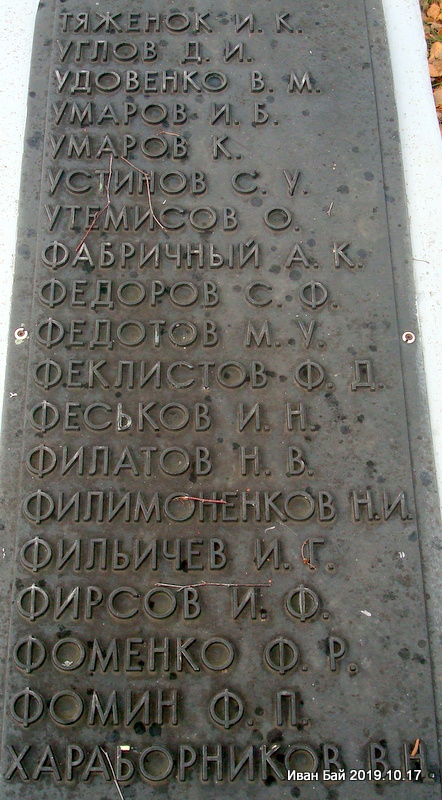 ТЯЖЕНОК И. К.
УГЛОВ Д. И.
УДОВЕНКО В. М.
УМАРОВ И. Б.
УМАРОВ К.
УСТИНОВ С. У.
УТЕМИСОВ О.
ФАБРИЧНЫЙ А. К.
ФЕДОРОВ С. Ф.
ФЕДОТОВ М. У.
ФЕКЛИСТОВ Ф. Д.
ФЕСЬКОВ И. Н.
ФИЛАТОВ Н. В.
ФИЛИМОНЕНКОВ Н.И.
ФИЛЬИЧЕВ И. Г.
ФИРСОВ И. Ф.
ФОМЕНКО Ф. Р.
ФОМИН Ф. П.
ХАРАБОРНИКОВ В.Н.
Иван Бай 2019.10.17.